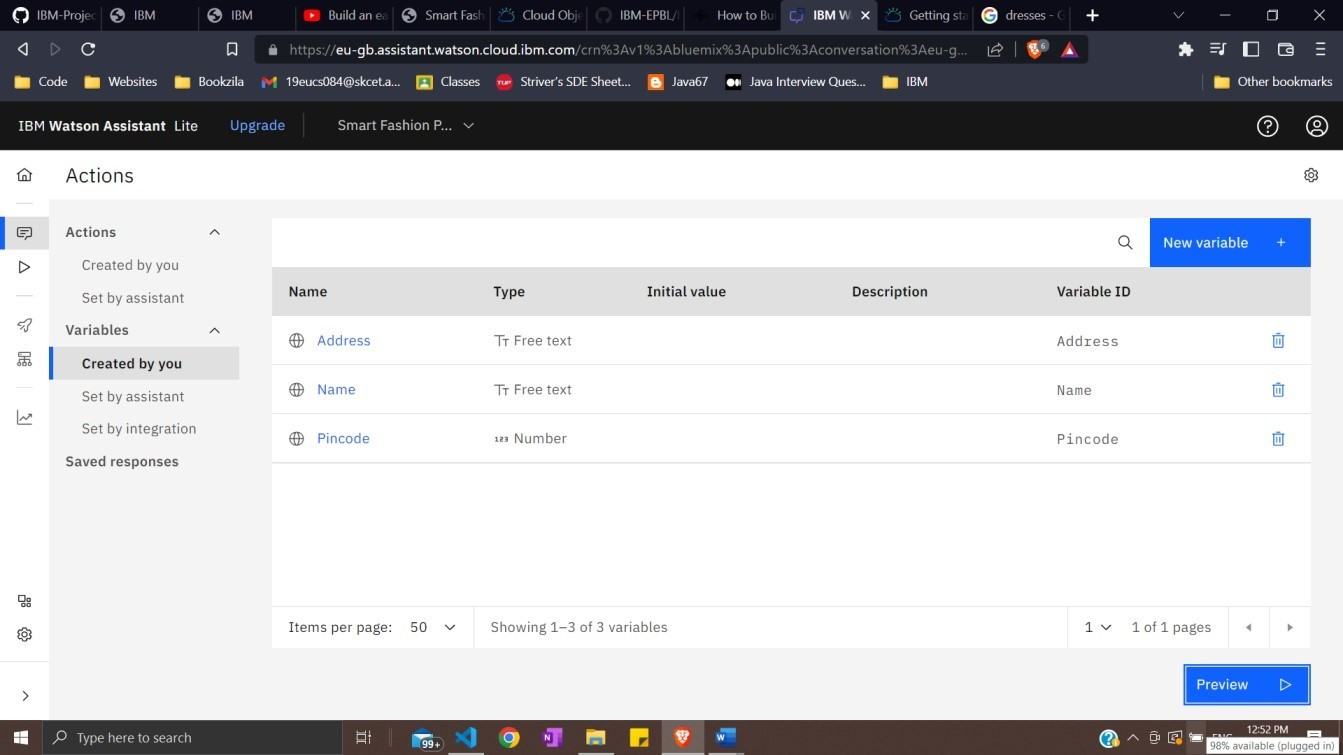 IBM-Projec
IBM
IBM
Build an ea
Smart Fash
Cloud Obje
IBM-EPBL/I
How to Bu
IBM W
Getting sta
dresses - G
https://eu-gb.assistant.watson.cloud.ibm.com/crn%3Av1%3Abluemix%3Apublic%3Aconversation%3Aeu-g...
6
Code
Websites
Bookzila
19eucs084@skcet.a...
Classes
Striver's SDE Sheet...
Java67
Java Interview Ques...
IBM
Other bookmarks
IBM Watson Assistant Lite
Upgrade
Smart Fashion P...
Actions
Actions
Created by you
Set by assistant
Variables
Created by you
Set by assistant
Set by integration
Saved responses
New variable +
Name Type Initial value Description Variable ID
Address Tт Free text Address
Name Tт Free text Name
Pincode 123 Number Pincode
Items per page: 50
Showing 1–3 of 3 variables
1
1 of 1 pages
Preview
Type here to search
99+
12:52 PM
98% available (plugged in)